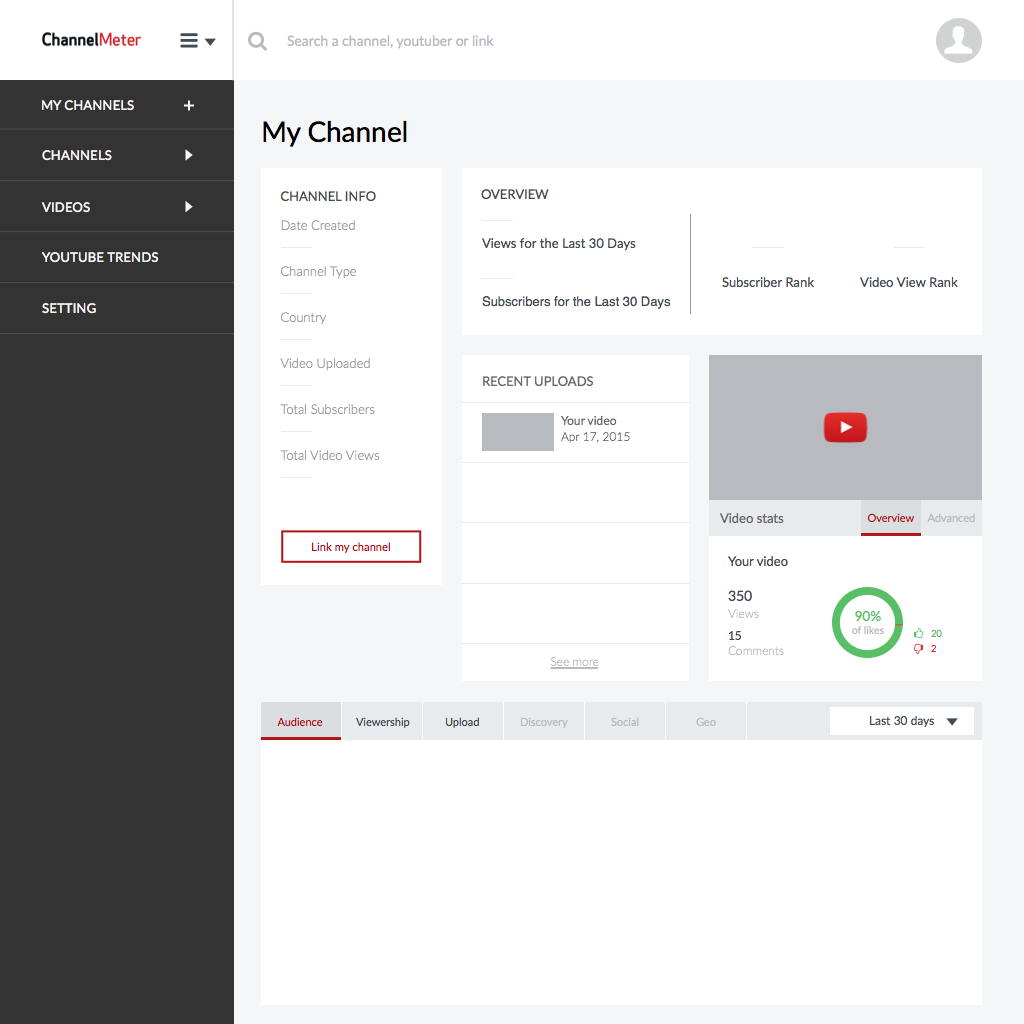 ChannelMeter
Search a channel, youtuber or link
MY CHANNELS
CHANNELS
VIDEOS
YOUTUBE TRENDS
SETTING
My Channel
CHANNEL INFO
Date Created
Channel Type
Country
Video Uploaded
Total Subscribers
Total Video Views
Link my channel
OVERVIEW
Views for the Last 30 Days
Subscribers for the Last 30 Days
Subscriber Rank
Video View Rank
RECENT UPLOADS
Your video
Apr 17, 2015
See more
Video stats
Overview
Advanced
Your video
350
Views
15
Comments
90%
of likes
20
2
Audience
Viewership
Upload
Discovery
Social
Geo
Last 30 days